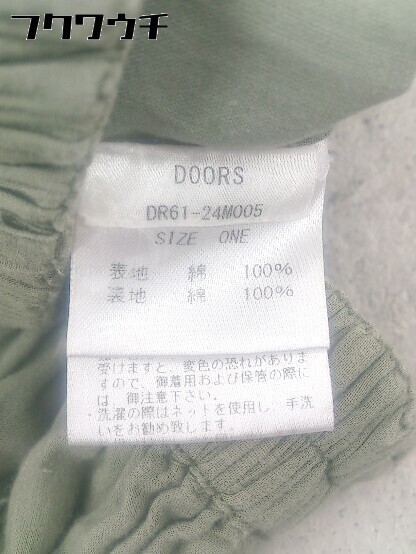 フクワウチ
DOORS
DR61-24M005
SIZE ONE
表地 綿 100%
裏地 綿 100%
受けますと、変色の恐れがありま
すので、御着用および保管の際に
は、御注意下さい。
・洗濯の際はネットを使用し、手洗
いをお勧め致します。